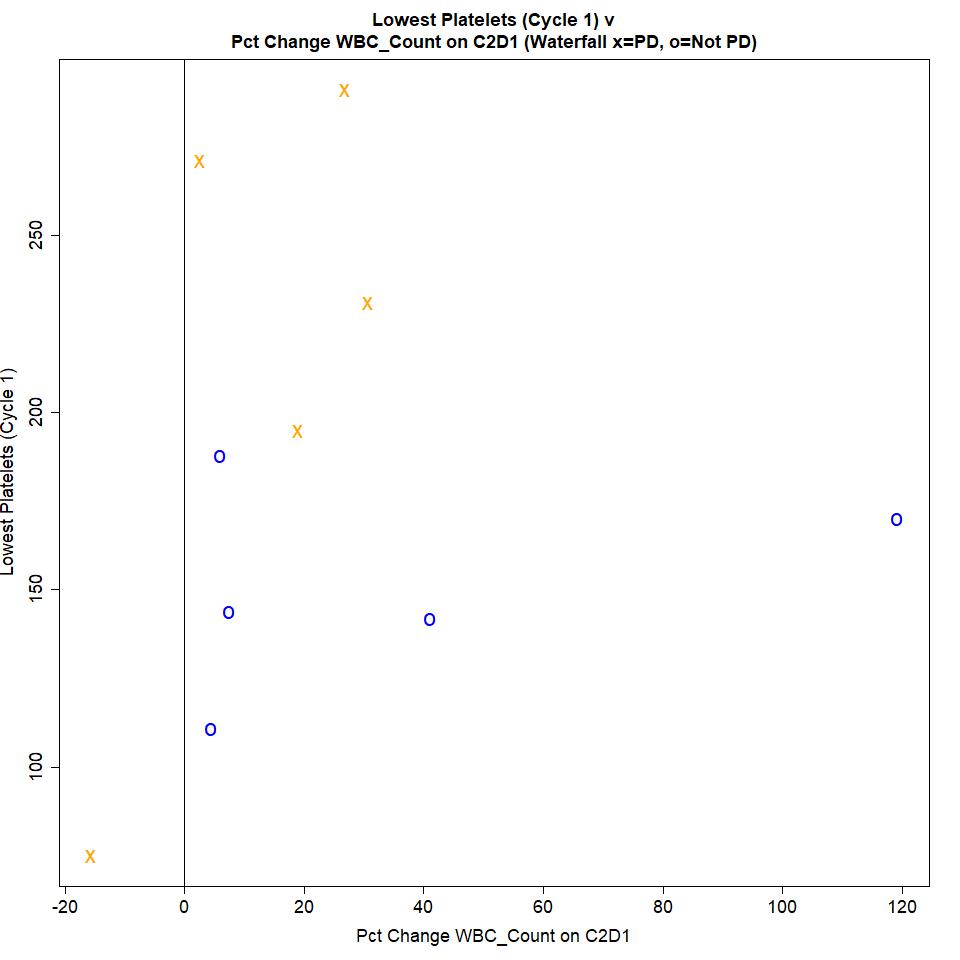 Lowest Platelets (Cycle 1) v
Pct Change WBC_Count on C2D1 (Waterfall x=PD, o=Not PD)
Lowest Platelets (Cycle 1)
250
200
150
100
X
X
X
X
O
O
O
O
O
X
-20 0 20 40 60 80 100 120
Pct Change WBC_Count on C2D1